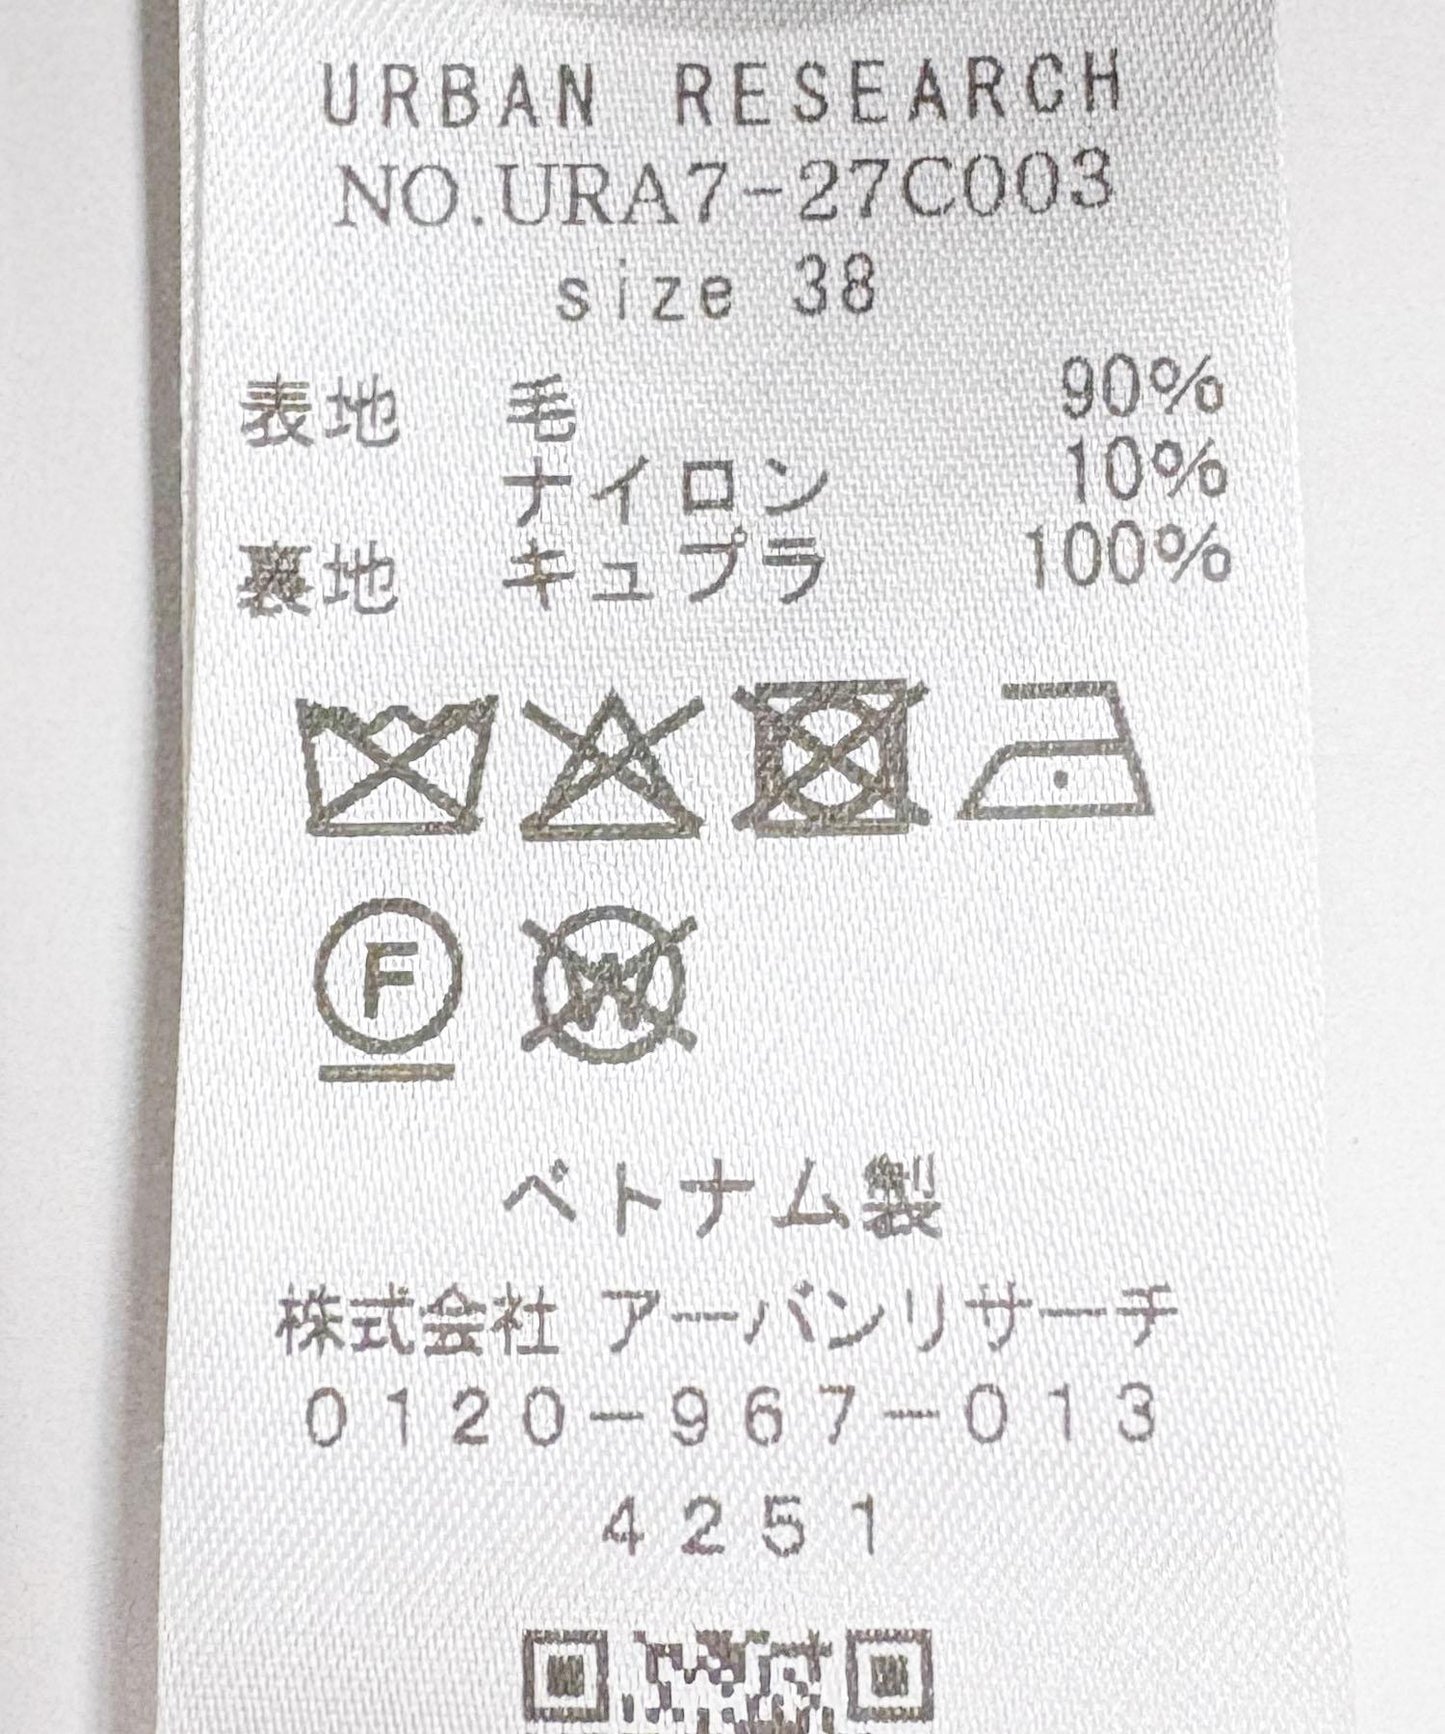 URBAN RESEARCH
NO.URA7-27C003
size 38
表地 毛 90%
ナイロン 10%
裏地 キュプラ 100%
F
W
ベトナム製
株式会社 アーバンリサーチ
0120-967-013
4251